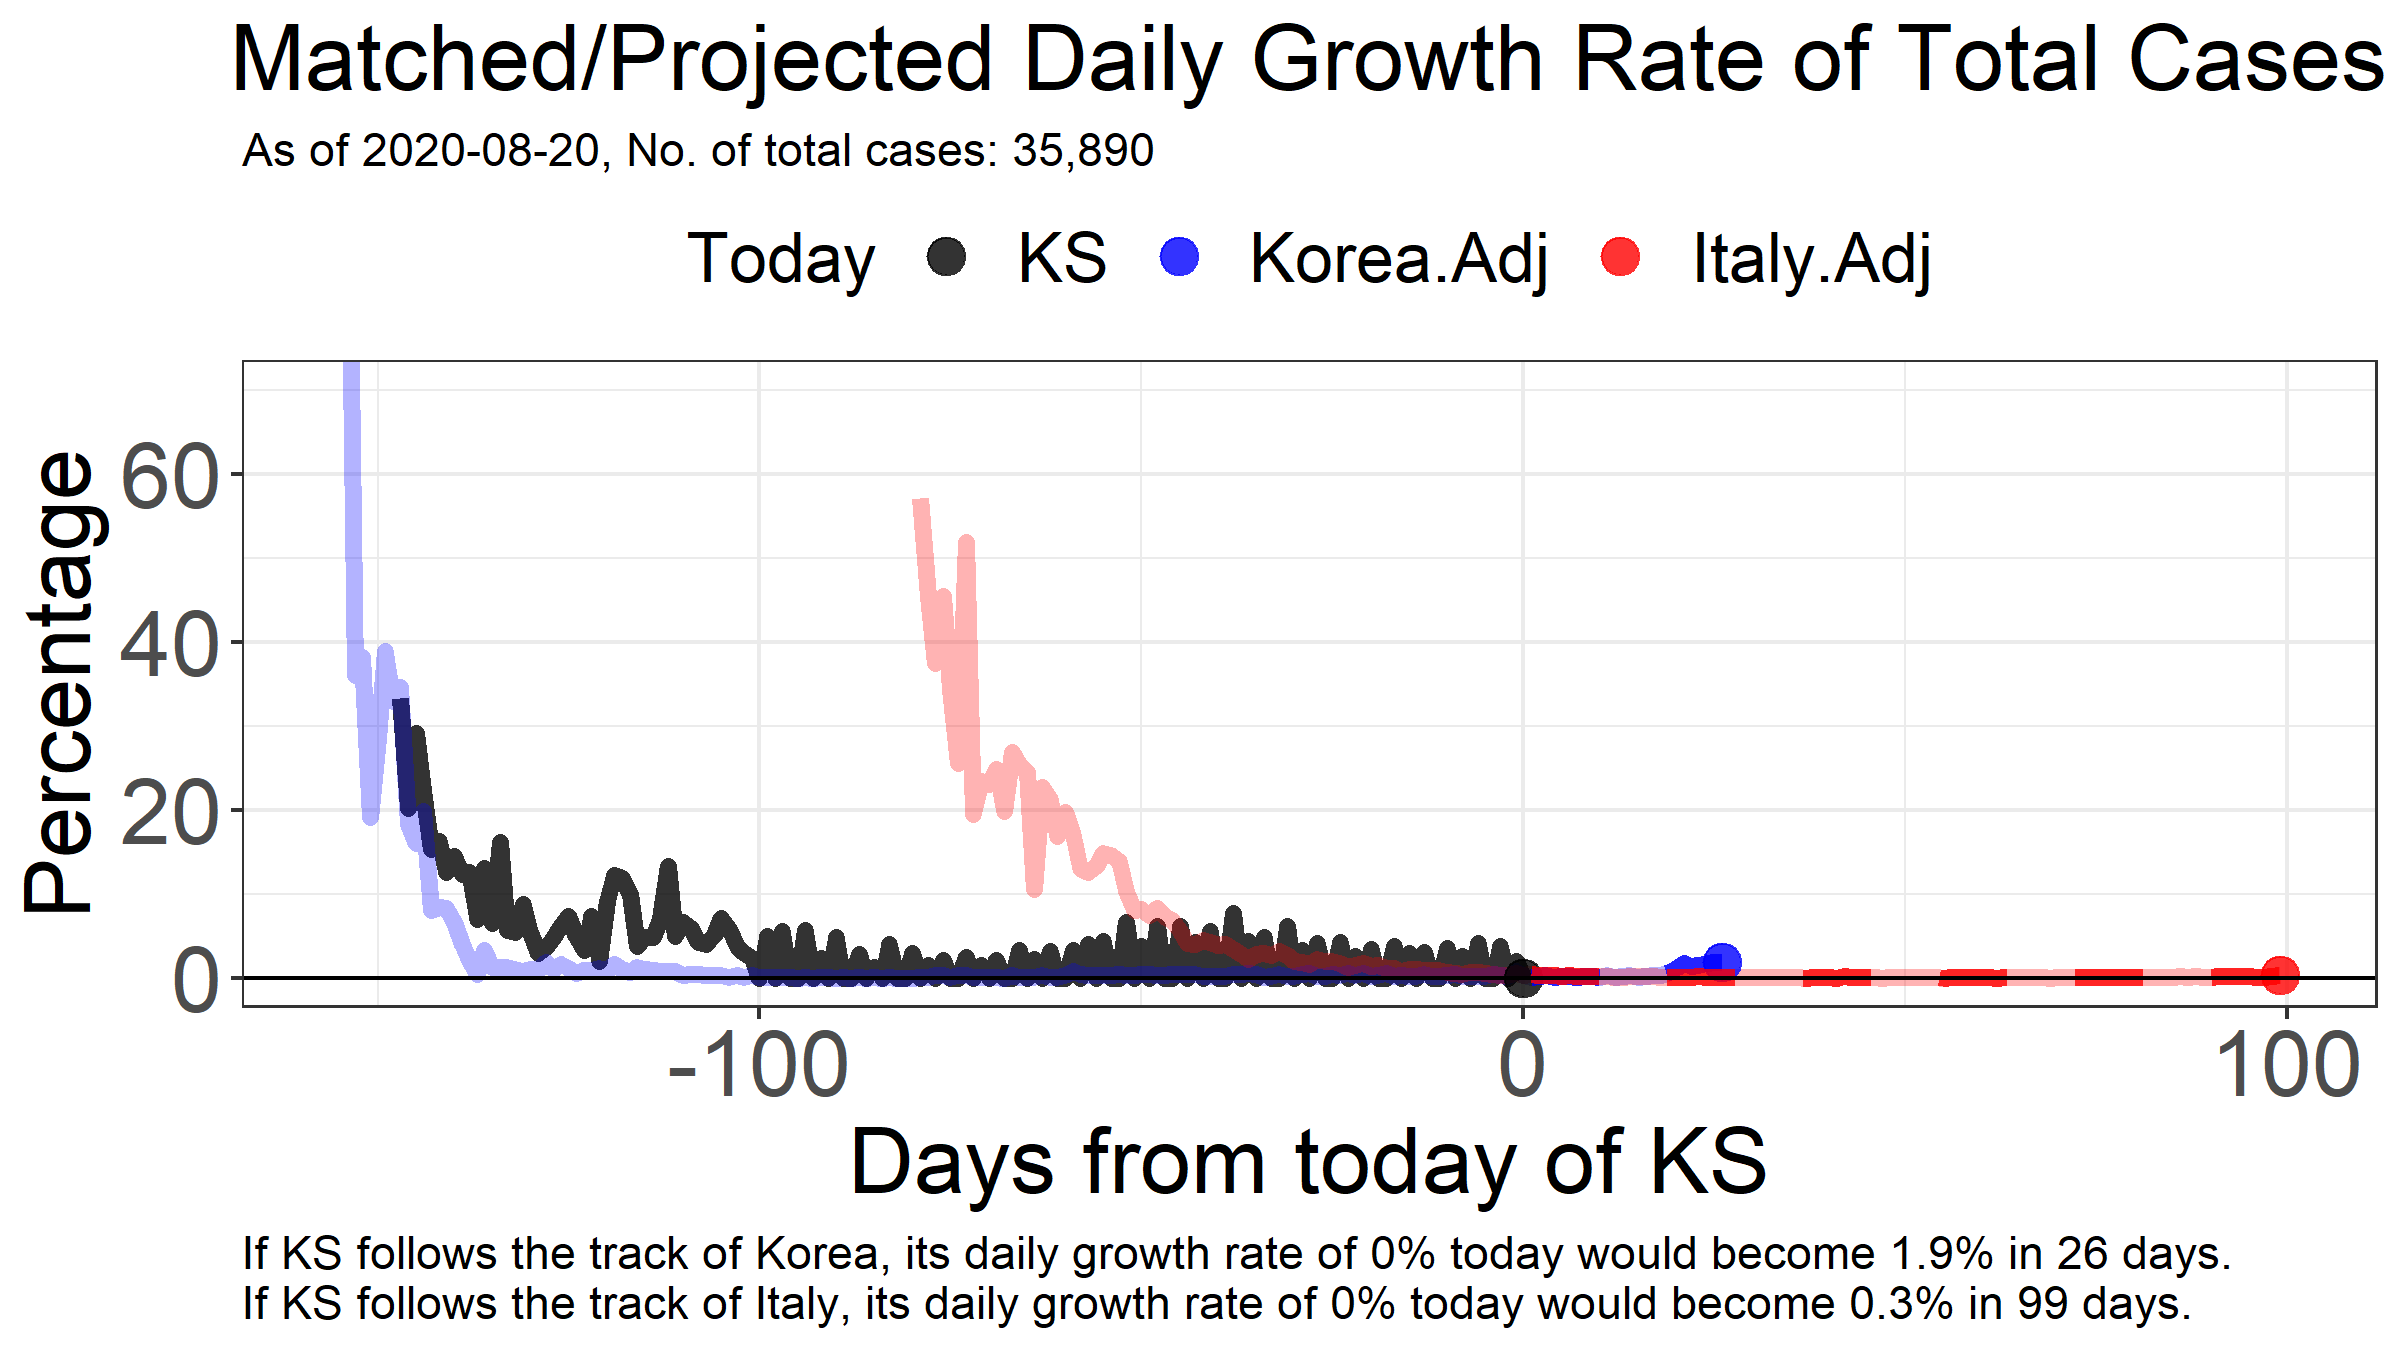 Matched/Projected Daily Growth Rate of Total Cases
As of 2020-08-20, No. of total cases: 35,890
Today KS Korea.Adj Italy.Adj
Percentage
60
40
20
0
-100 0 100
Days from today of KS
If KS follows the track of Korea, its daily growth rate of 0% today would become 1.9% in 26 days.
If KS follows the track of Italy, its daily growth rate of 0% today would become 0.3% in 99 days.